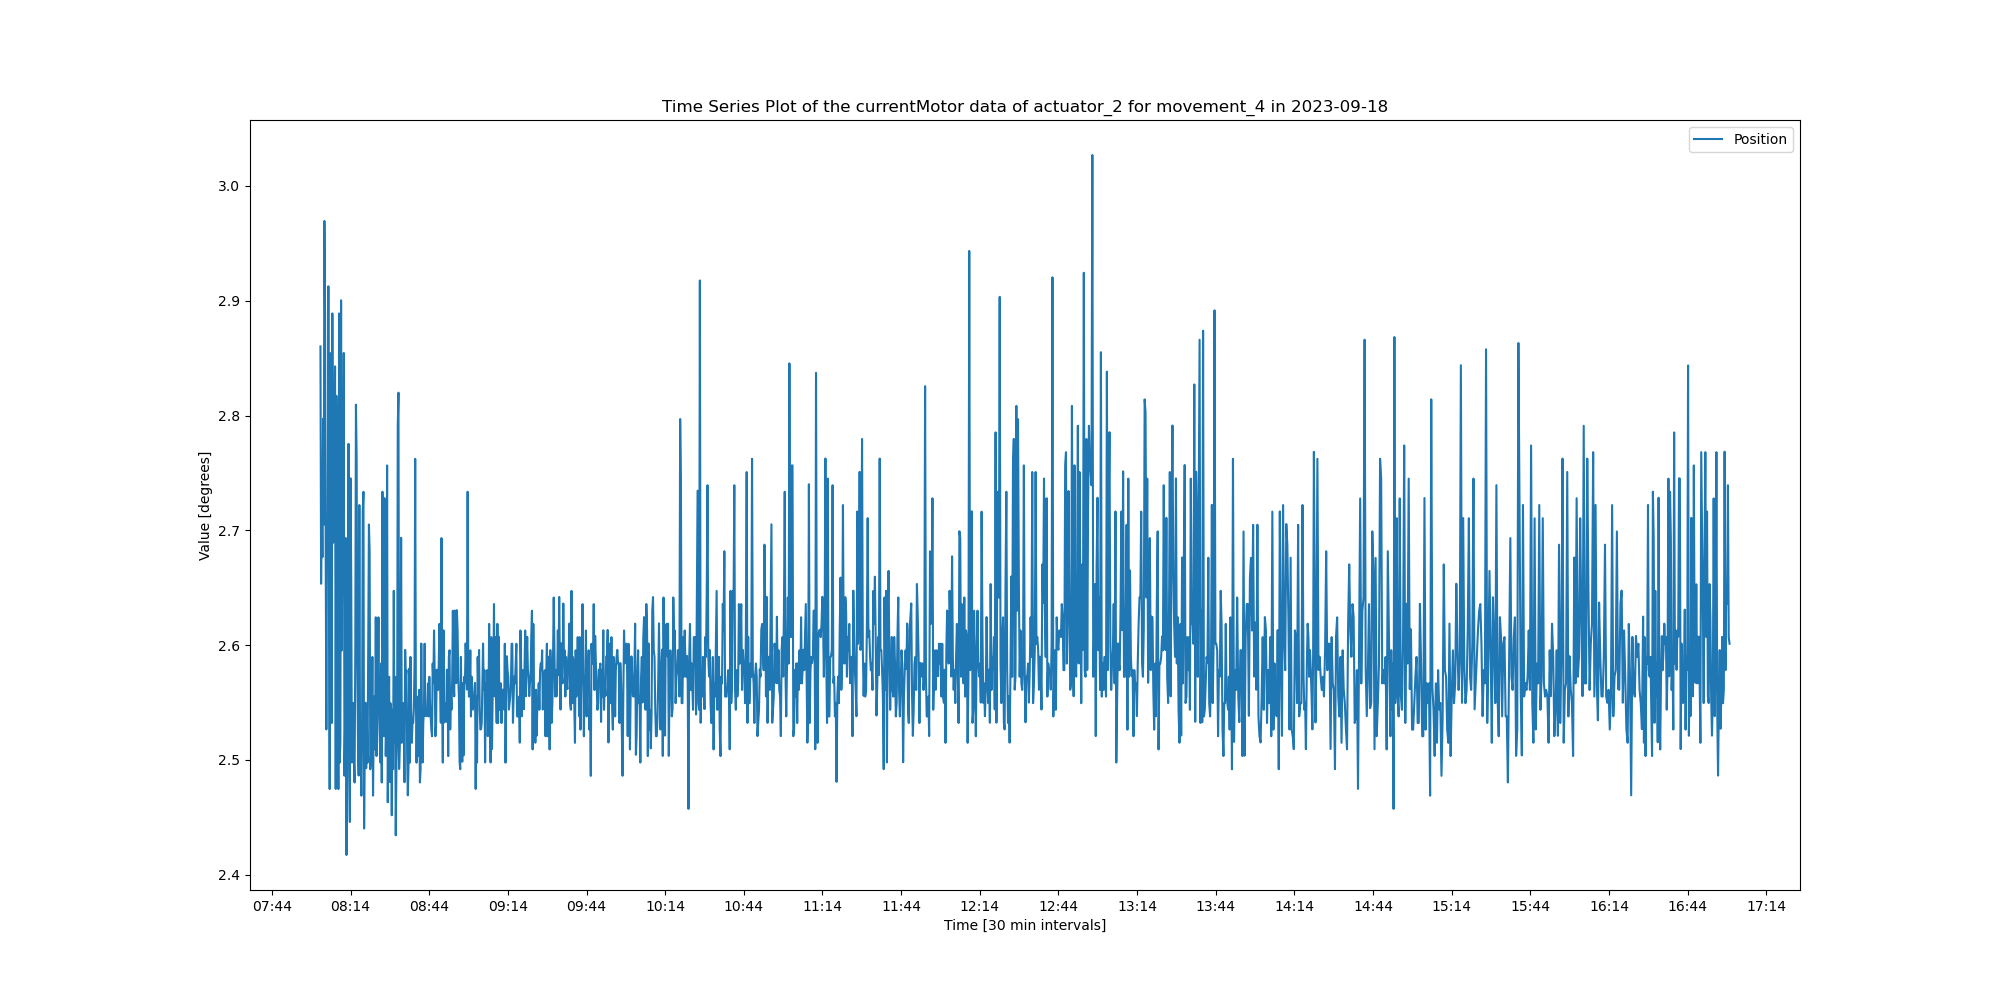 Time Series Plot of the currentMotor data of actuator_2 for movement_4 in 2023-09-18
Position
3.0
2.9
2.8
2.7
2.6
2.5
2.4
Value [degrees]
07:44 08:14 08:44 09:14 09:44 10:14 10:44 11:14 11:44 12:14 12:44 13:14 13:44 14:14 14:44 15:14 15:44 16:14 16:44 17:14
Time [30 min intervals]